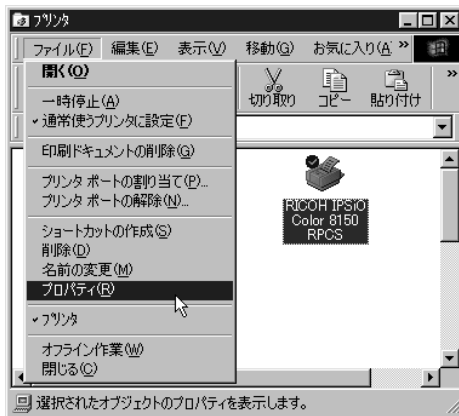 プリンタ
ファイル(F) 編集(E) 表示(V) 移動(G) お気に入り(A »
開く(O)
切り取り コピー 貼り付け »
一時停止(A)
通常使うプリンタに設定(F)
印刷ドキュメントの削除(G)
プリンタ ポートの割り当て(P)...
プリンタ ポートの解除(N)...
ショートカットの作成(S)
削除(D)
名前の変更(M)
プロパティ(R)
プリンタ
オフライン作業(W)
閉じる(C)
RICOH IPSiO
Color 8150
RPCS
選択されたオブジェクトのプロパティを表示します。